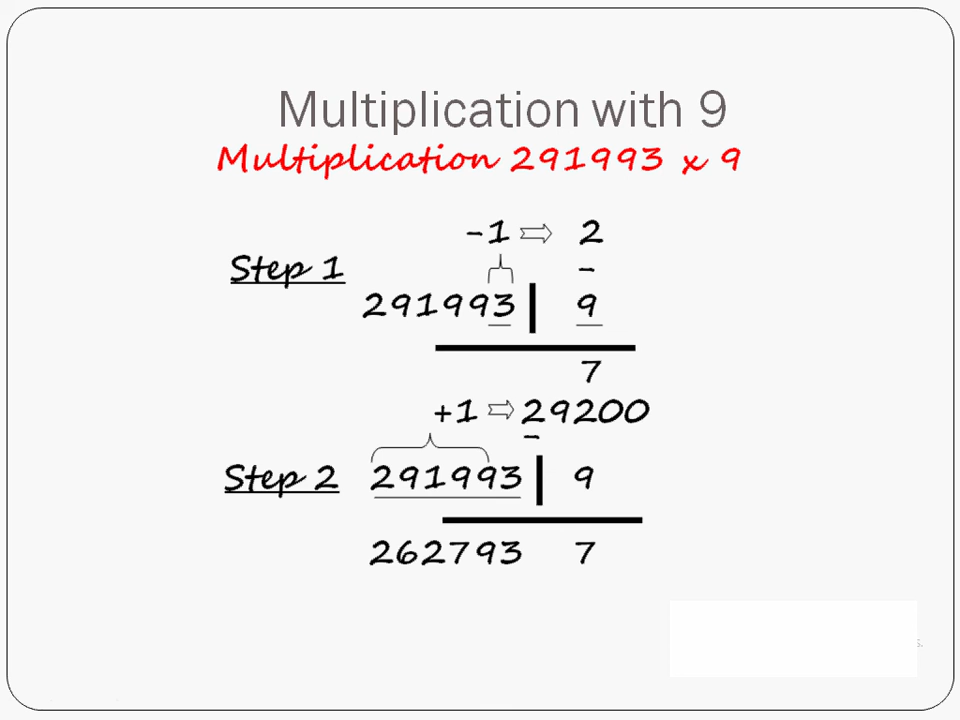 Multiplication with 9
Multiplication 291993 x 9
-1 ⇨ 2
Step 1
-
291993 | 9
7
+1 ⇨ 29200
-
Step 2 291993 | 9
262793 7
s.